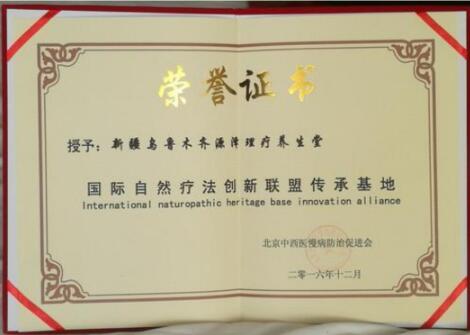 荣誉证书
授予：新疆乌鲁木齐源泽理疗养生堂
国际自然疗法创新联盟传承基地
International naturopathic heritage base innovation alliance
北京中西医慢病防治促进会
二零一六年十二月